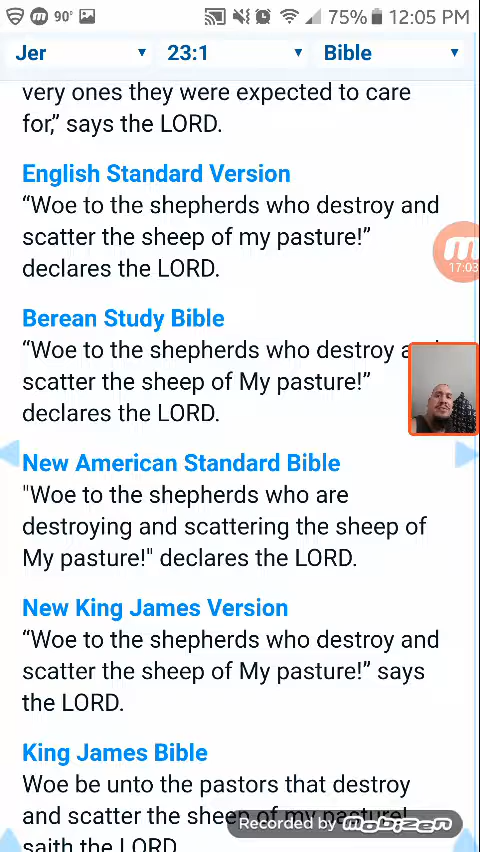 90° 75% 12:05 PM
Jer 23:1 Bible
very ones they were expected to care
for,” says the LORD.
English Standard Version
“Woe to the shepherds who destroy and
scatter the sheep of my pasture!”
declares the LORD.
17:03
Berean Study Bible
“Woe to the shepherds who destroy
scatter the sheep of My pasture!”
declares the LORD.
New American Standard Bible
"Woe to the shepherds who are
destroying and scattering the sheep of
My pasture!" declares the LORD.
New King James Version
“Woe to the shepherds who destroy and
scatter the sheep of My pasture!” says
the LORD.
King James Bible
Woe be unto the pastors that destroy
and scatter the sheep of my pasture!
saith the LORD.
Recorded by mobizen